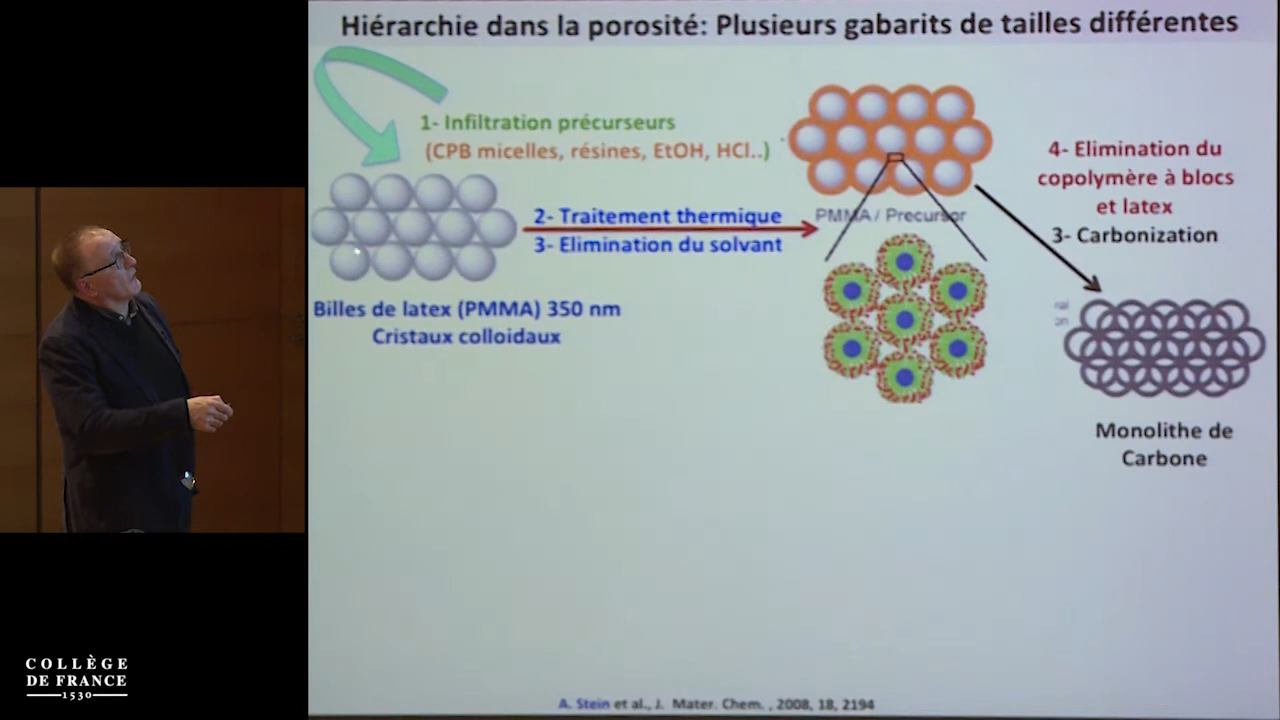 Hiérarchie dans la porosité: Plusieurs gabarits de tailles différentes
1- Infiltration précurseurs
(CPB micelles, résines, EtOH, HCl..)
2- Traitement thermique
3- Elimination du solvant
Billes de latex (PMMA) 350 nm
Cristaux colloidaux
PMMA / Precursor
4- Elimination du
copolymère à blocs
et latex
3- Carbonization
Monolithe de
Carbone
A. Stein et al., J. Mater. Chem. , 2008, 18, 2194
COLLÈGE
DE FRANCE
1530